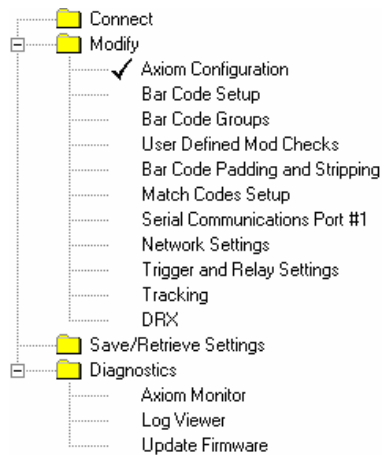 Connect
Modify
Axiom Configuration
Bar Code Setup
Bar Code Groups
User Defined Mod Checks
Bar Code Padding and Stripping
Match Codes Setup
Serial Communications Port #1
Network Settings
Trigger and Relay Settings
Tracking
DRX
Save/Retrieve Settings
Diagnostics
Axiom Monitor
Log Viewer
Update Firmware